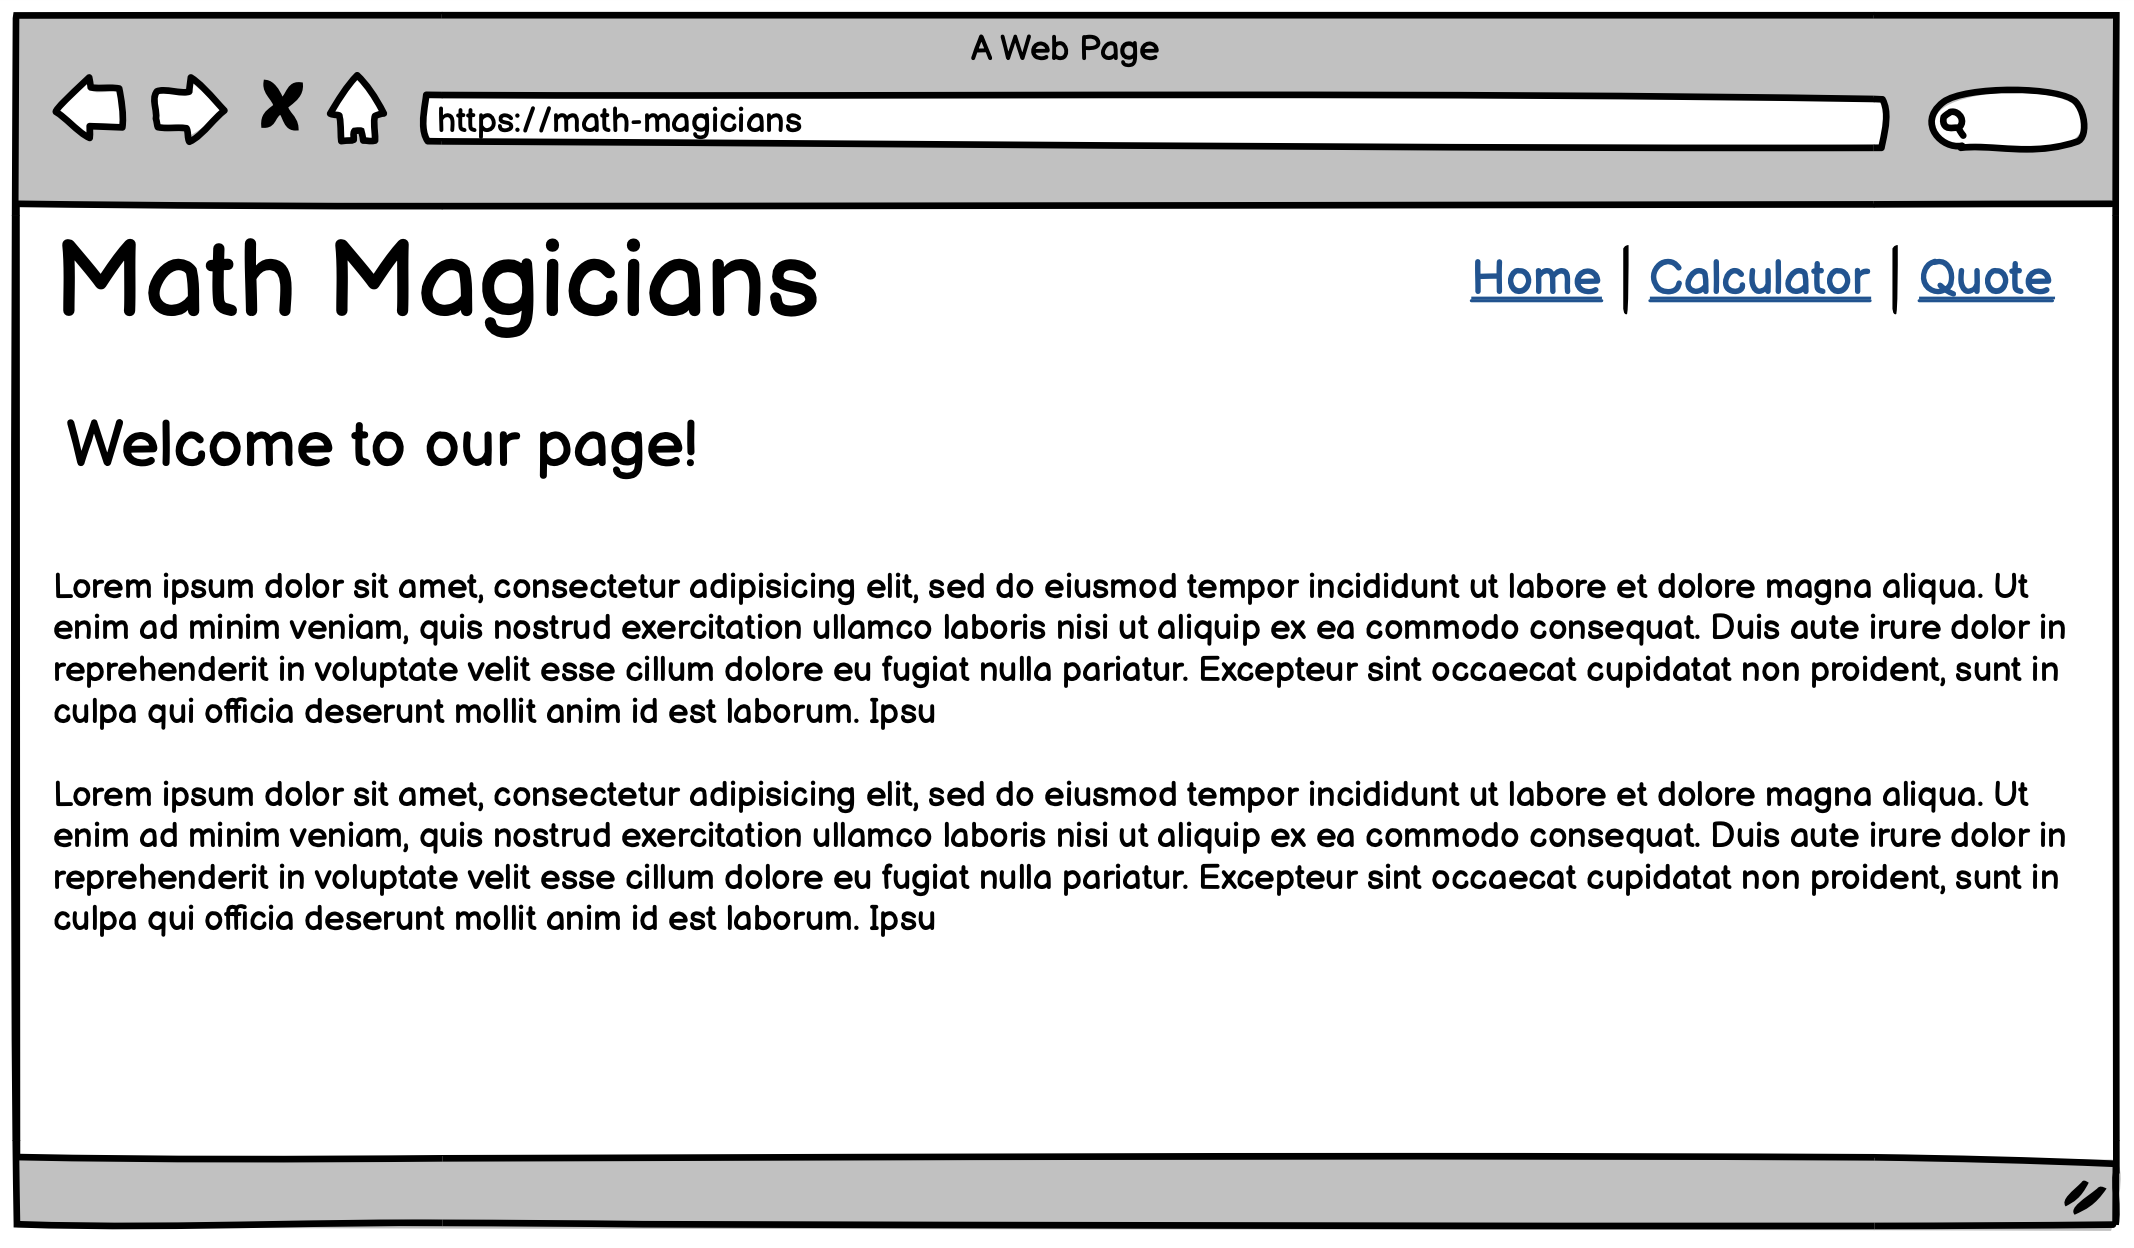 A Web Page
https://math-magicians
Math Magicians
Home | Calculator | Quote
Welcome to our page!
Lorem ipsum dolor sit amet, consectetur adipisicing elit, sed do eiusmod tempor incididunt ut labore et dolore magna aliqua. Ut
enim ad minim veniam, quis nostrud exercitation ullamco laboris nisi ut aliquip ex ea commodo consequat. Duis aute irure dolor in
reprehenderit in voluptate velit esse cillum dolore eu fugiat nulla pariatur. Excepteur sint occaecat cupidatat non proident, sunt in
culpa qui officia deserunt mollit anim id est laborum. Ipsu
Lorem ipsum dolor sit amet, consectetur adipisicing elit, sed do eiusmod tempor incididunt ut labore et dolore magna aliqua. Ut
enim ad minim veniam, quis nostrud exercitation ullamco laboris nisi ut aliquip ex ea commodo consequat. Duis aute irure dolor in
reprehenderit in voluptate velit esse cillum dolore eu fugiat nulla pariatur. Excepteur sint occaecat cupidatat non proident, sunt in
culpa qui officia deserunt mollit anim id est laborum. Ipsu